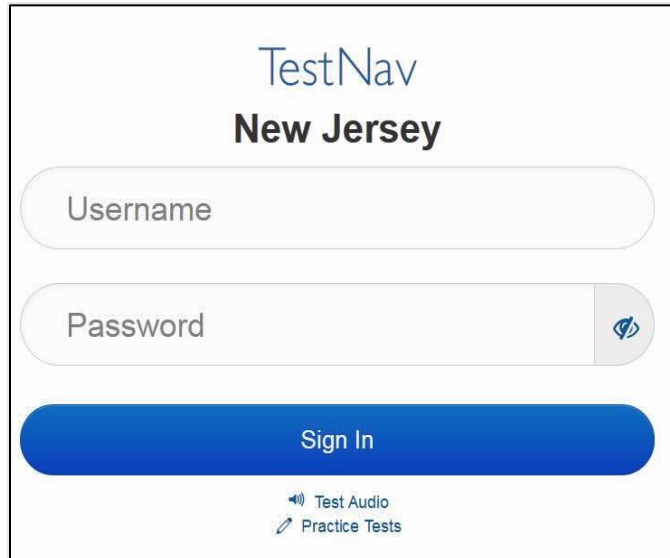 TestNav
New Jersey
Username
Password
Sign In
Test Audio
Practice Tests